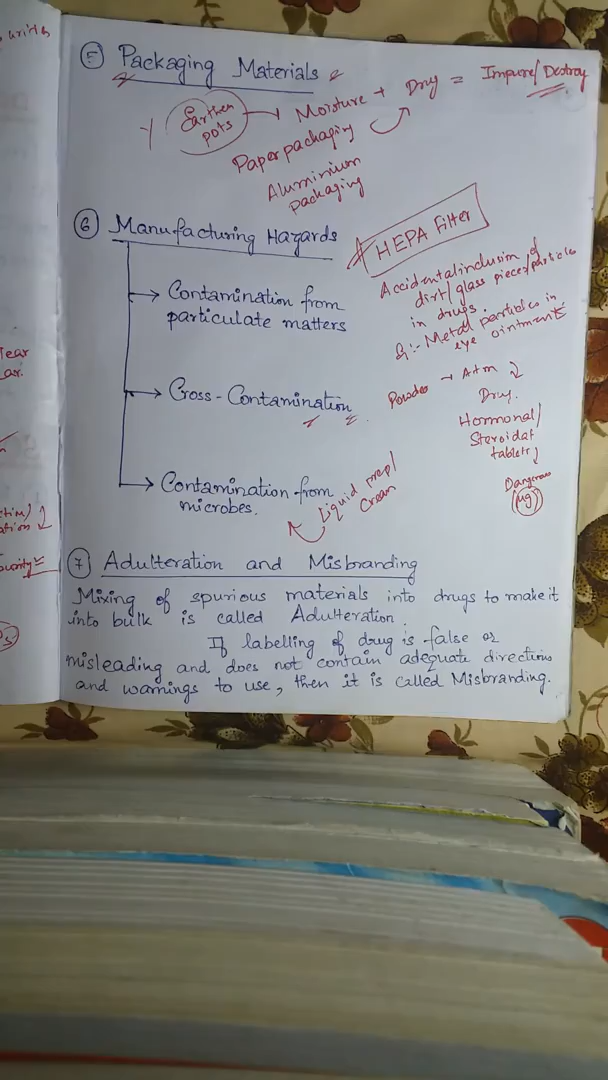 ⑤ Packaging Materials
Earthen pots → Moisture + Drug = Impure/Destroy
Paper packaging
Aluminium packaging
⑥ Manufacturing Hazards
HEPA Filter
→ Contamination from
particulate matters
Accidental inclusion of
dirt/glass pieces/particles
in drugs
Eg:- Metal particles in
eye ointments
→ Cross-Contamination
Powder → Atm ↓
Drug.
Hormonal/
Steroidal
tablets ↓
Dangerous
(μg)
→ Contamination from
microbes.
Liquid prep/
Cream
⑦ Adulteration and Misbranding
Mixing of spurious materials into drugs to make it
into bulk is called Adulteration.
If labelling of drug is false or
misleading and does not contain adequate directions
and warnings to use, then it is called Misbranding.